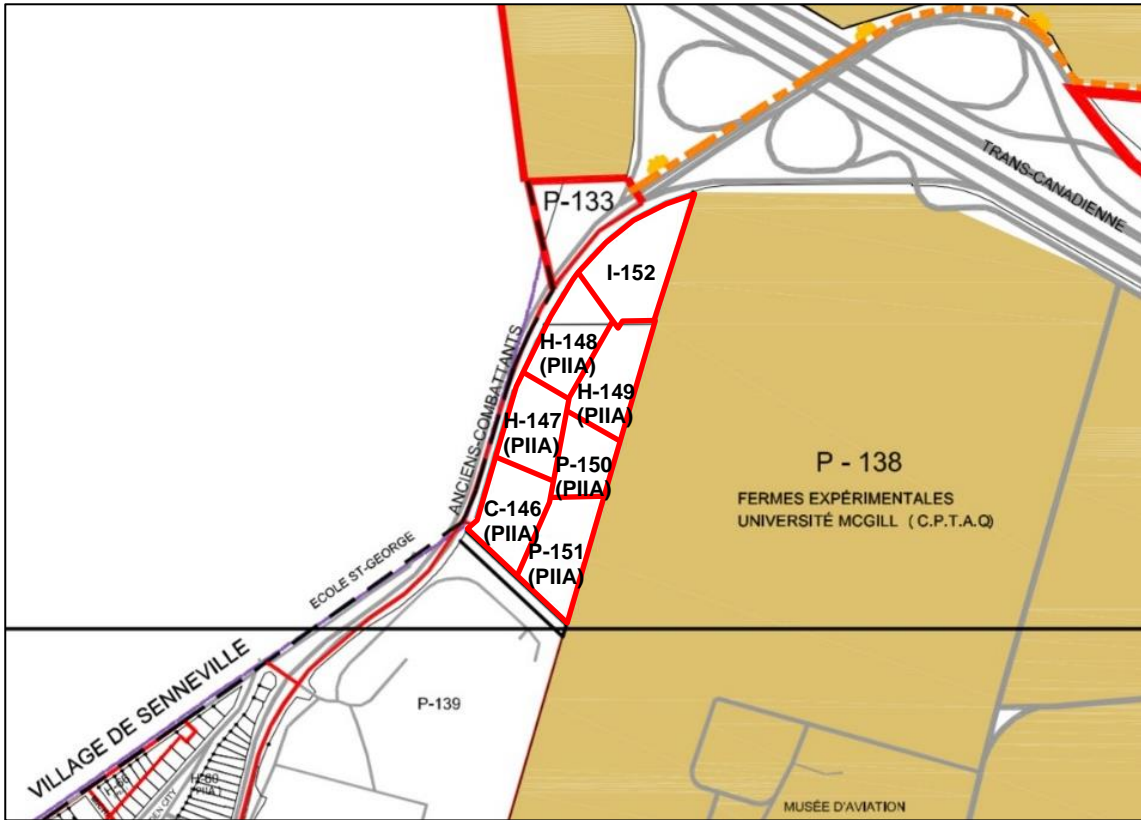 P-133
TRANS-CANADIENNE
I-152
H-148
(PIIA)
H-149
(PIIA)
ANCIENS-COMBATTANTS
H-147
(PIIA)
P-150
(PIIA)
P - 138
FERMES EXPÉRIMENTALES
UNIVERSITÉ MCGILL ( C.P.T.A.Q)
C-146
(PIIA)
P-151
(PIIA)
ECOLE ST-GEORGE
VILLAGE DE SENNEVILLE
P-139
(PIIA)
MUSÉE D'AVIATION